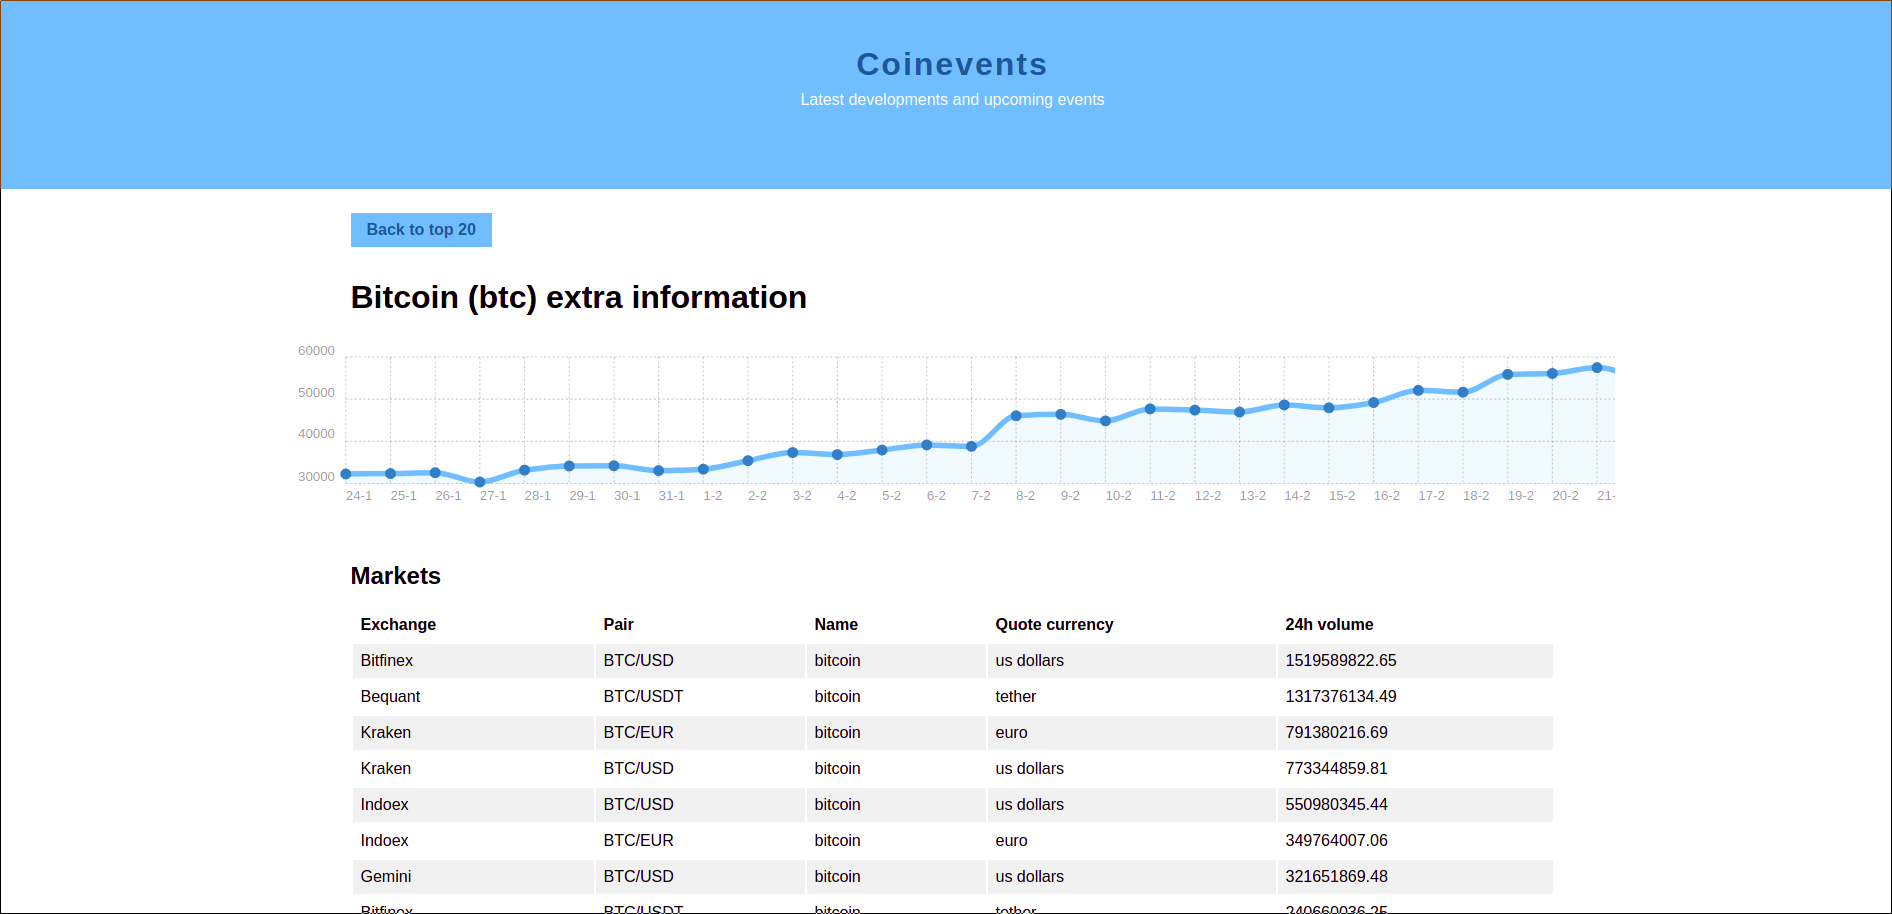 Coinevents
Latest developments and upcoming events
Back to top 20
Bitcoin (btc) extra information
60000
50000
40000
30000
24-1 25-1 26-1 27-1 28-1 29-1 30-1 31-1 1-2 2-2 3-2 4-2 5-2 6-2 7-2 8-2 9-2 10-2 11-2 12-2 13-2 14-2 15-2 16-2 17-2 18-2 19-2 20-2 21-
Markets
Exchange Pair Name Quote currency 24h volume
Bitfinex BTC/USD bitcoin us dollars 1519589822.65
Bequant BTC/USDT bitcoin tether 1317376134.49
Kraken BTC/EUR bitcoin euro 791380216.69
Kraken BTC/USD bitcoin us dollars 773344859.81
Indoex BTC/USD bitcoin us dollars 550980345.44
Indoex BTC/EUR bitcoin euro 349764007.06
Gemini BTC/USD bitcoin us dollars 321651869.48
Bitfinex BTC/USDT bitcoin tether